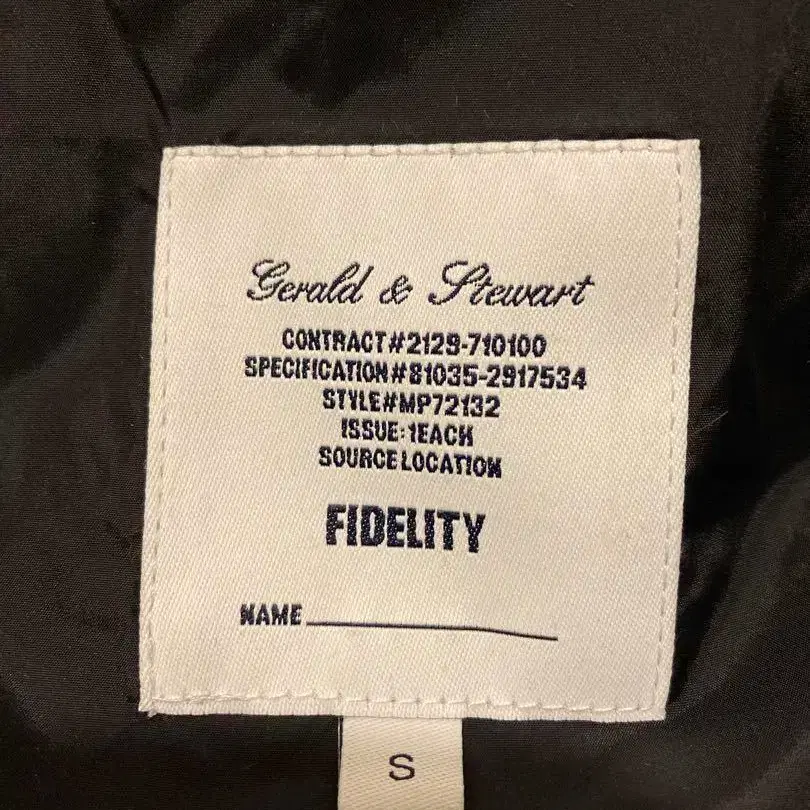 Gerald & Stewart
CONTRACT#2129-710100
SPECIFICATION#81035-2917534
STYLE#MP72132
ISSUE:1EACH
SOURCE LOCATION
FIDELITY
NAME
S